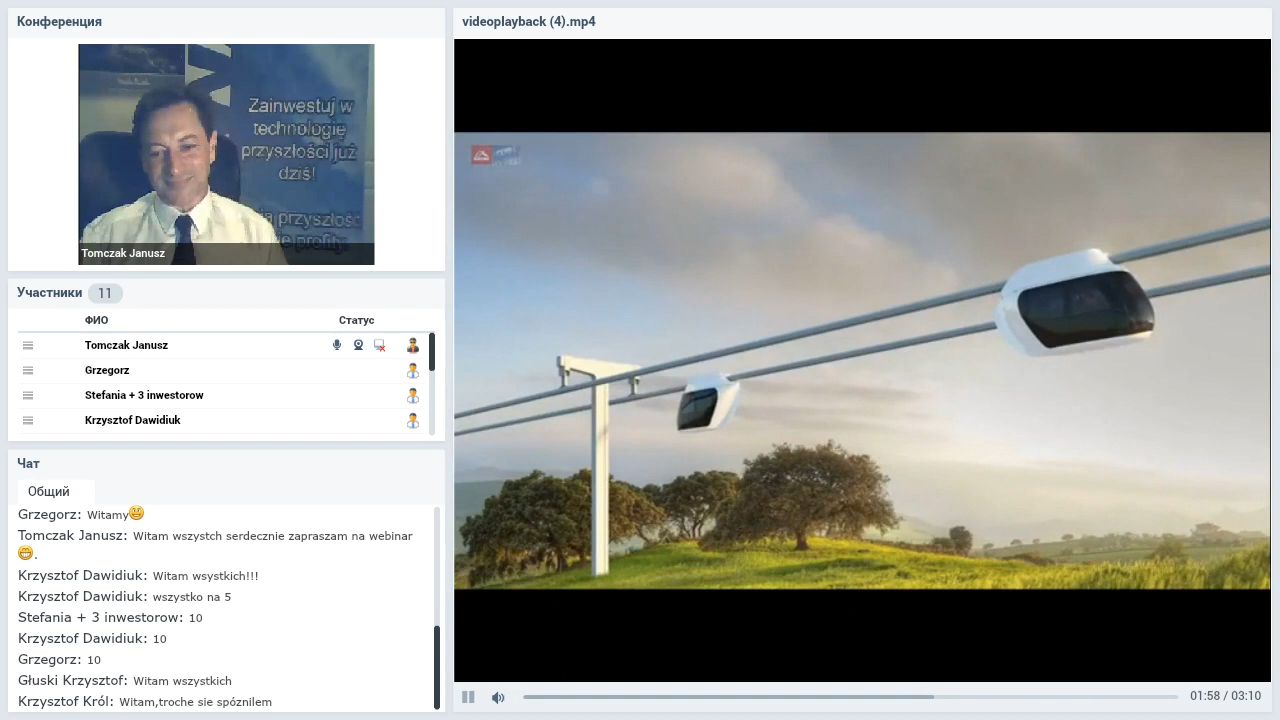 Конференция
Zainwestuj w
technologię
przyszłości już
dziś!
przyszłość
profity
Tomczak Janusz
Участники 11
ФИО Статус
Tomczak Janusz
Grzegorz
Stefania + 3 inwestorow
Krzysztof Dawidiuk
Чат
Общий
Grzegorz: Witamy
Tomczak Janusz: Witam wszystch serdecznie zapraszam na webinar
.
Krzysztof Dawidiuk: Witam wsystkich!!!
Krzysztof Dawidiuk: wszystko na 5
Stefania + 3 inwestorow: 10
Krzysztof Dawidiuk: 10
Grzegorz: 10
Głuski Krzysztof: Witam wszystkich
Krzysztof Król: Witam,troche sie spóznilem
videoplayback (4).mp4
01:58 / 03:10